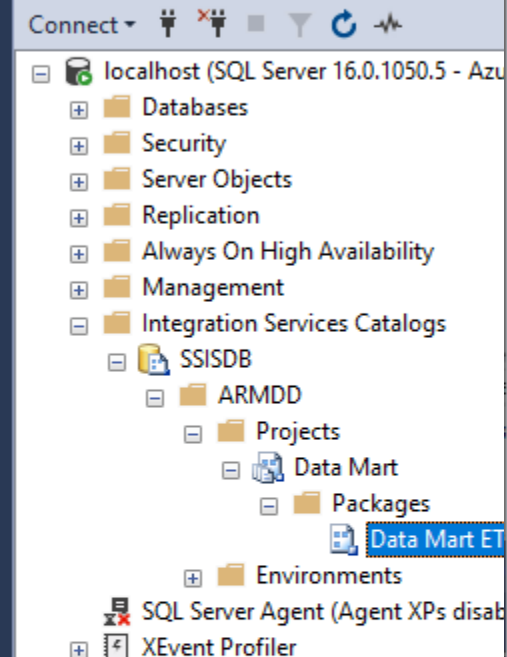 Connect
localhost (SQL Server 16.0.1050.5 - Azu
Databases
Security
Server Objects
Replication
Always On High Availability
Management
Integration Services Catalogs
SSISDB
ARMDD
Projects
Data Mart
Packages
Data Mart ET
Environments
SQL Server Agent (Agent XPs disab
XEvent Profiler